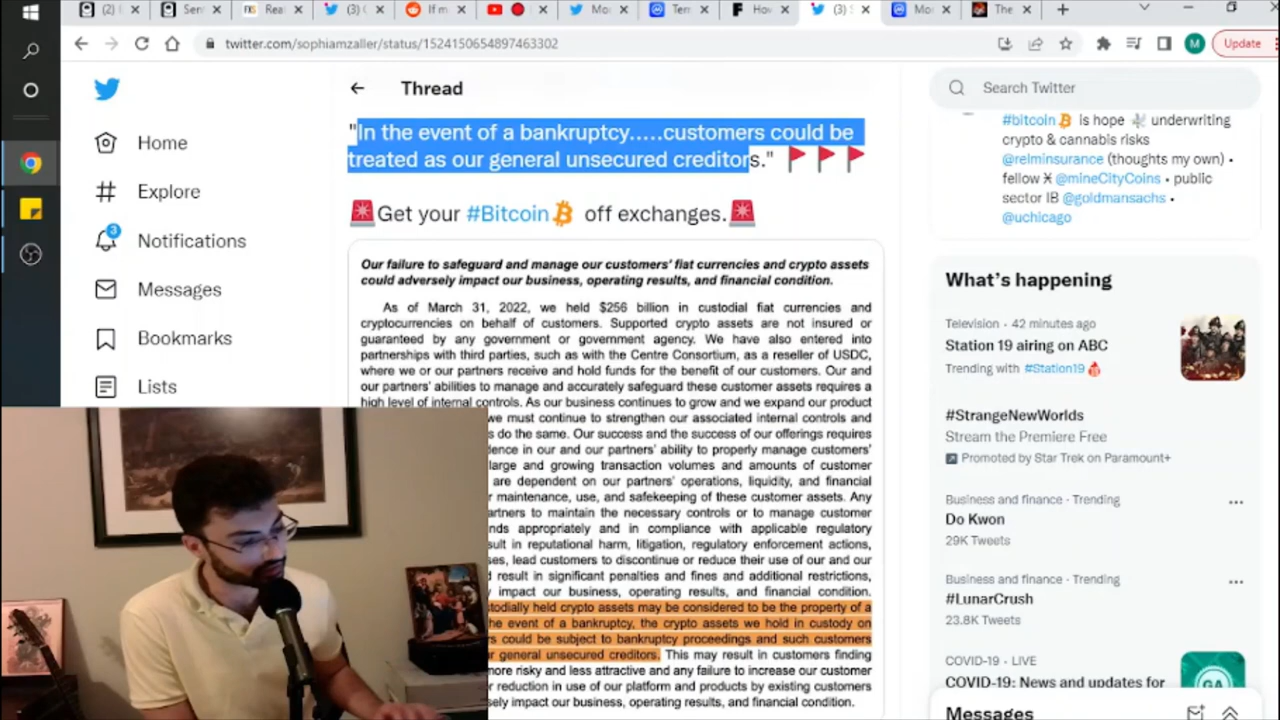 (2)
Sen
Rea
(3)
If m
Mo
Ter
How
(3)
Mo
The
twitter.com/sophiamzaller/status/1524150654897463302
M
Update
Thread
Search Twitter
Home
Explore
3
Notifications
Messages
Bookmarks
Lists
"In the event of a bankruptcy.....customers could be
treated as our general unsecured creditors."
Get your #Bitcoin off exchanges.
Our failure to safeguard and manage our customers' fiat currencies and crypto assets
could adversely impact our business, operating results, and financial condition.
As of March 31, 2022, we held $256 billion in custodial fiat currencies and
cryptocurrencies on behalf of customers. Supported crypto assets are not insured or
guaranteed by any government or government agency. We have also entered into
partnerships with third parties, such as with the Centre Consortium, as a reseller of USDC,
where we or our partners receive and hold funds for the benefit of our customers. Our and
our partners' abilities to manage and accurately safeguard these customer assets requires a
high level of internal controls. As our business continues to grow and we expand our product
we must continue to strengthen our associated internal controls and
s do the same. Our success and the success of our offerings requires
dence in our and our partners' ability to properly manage customers'
large and growing transaction volumes and amounts of customer
are dependent on our partners' operations, liquidity, and financial
r maintenance, use, and safekeeping of these customer assets. Any
artners to maintain the necessary controls or to manage customer
nds appropriately and in compliance with applicable regulatory
sult in reputational harm, litigation, regulatory enforcement actions,
ses, lead customers to discontinue or reduce their use of our and our
result in significant penalties and fines and additional restrictions,
impact our business, operating results, and financial condition.
stodially held crypto assets may be considered to be the property of a
he event of a bankruptcy, the crypto assets we hold in custody on
s could be subject to bankruptcy proceedings and such customers
r general unsecured creditors. This may result in customers finding
more risky and less attractive and any failure to increase our customer
r reduction in use of our platform and products by existing customers
sely impact our business, operating results, and financial condition.
#bitcoin is hope underwriting
crypto & cannabis risks
@relminsurance (thoughts my own) •
fellow @mineCityCoins • public
sector IB @goldmansachs •
@uchicago
What's happening
Television · 42 minutes ago
Station 19 airing on ABC
Trending with #Station19
#StrangeNewWorlds
Stream the Premiere Free
Promoted by Star Trek on Paramount+
Business and finance · Trending
Do Kwon
29K Tweets
Business and finance · Trending
#LunarCrush
23.8K Tweets
COVID-19 · LIVE
COVID-19: News and updates for
Messages